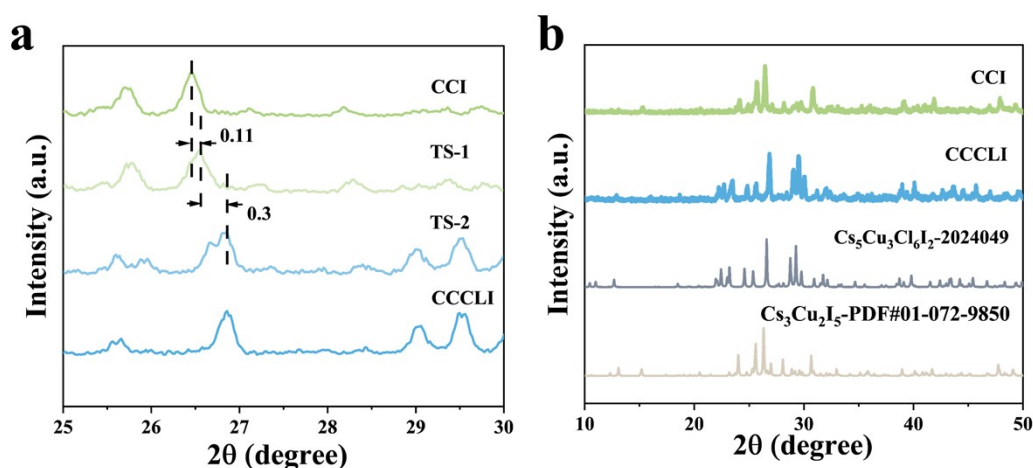 a
Intensity (a.u.)
CCI
0.11
TS-1
0.3
TS-2
CCCLI
25 26 27 28 29 30
2θ (degree)
b
Intensity (a.u.)
CCI
CCCLI
Cs₅Cu₃Cl₆I₂-2024049
Cs₃Cu₂I₅-PDF#01-072-9850
10 20 30 40 50
2θ (degree)